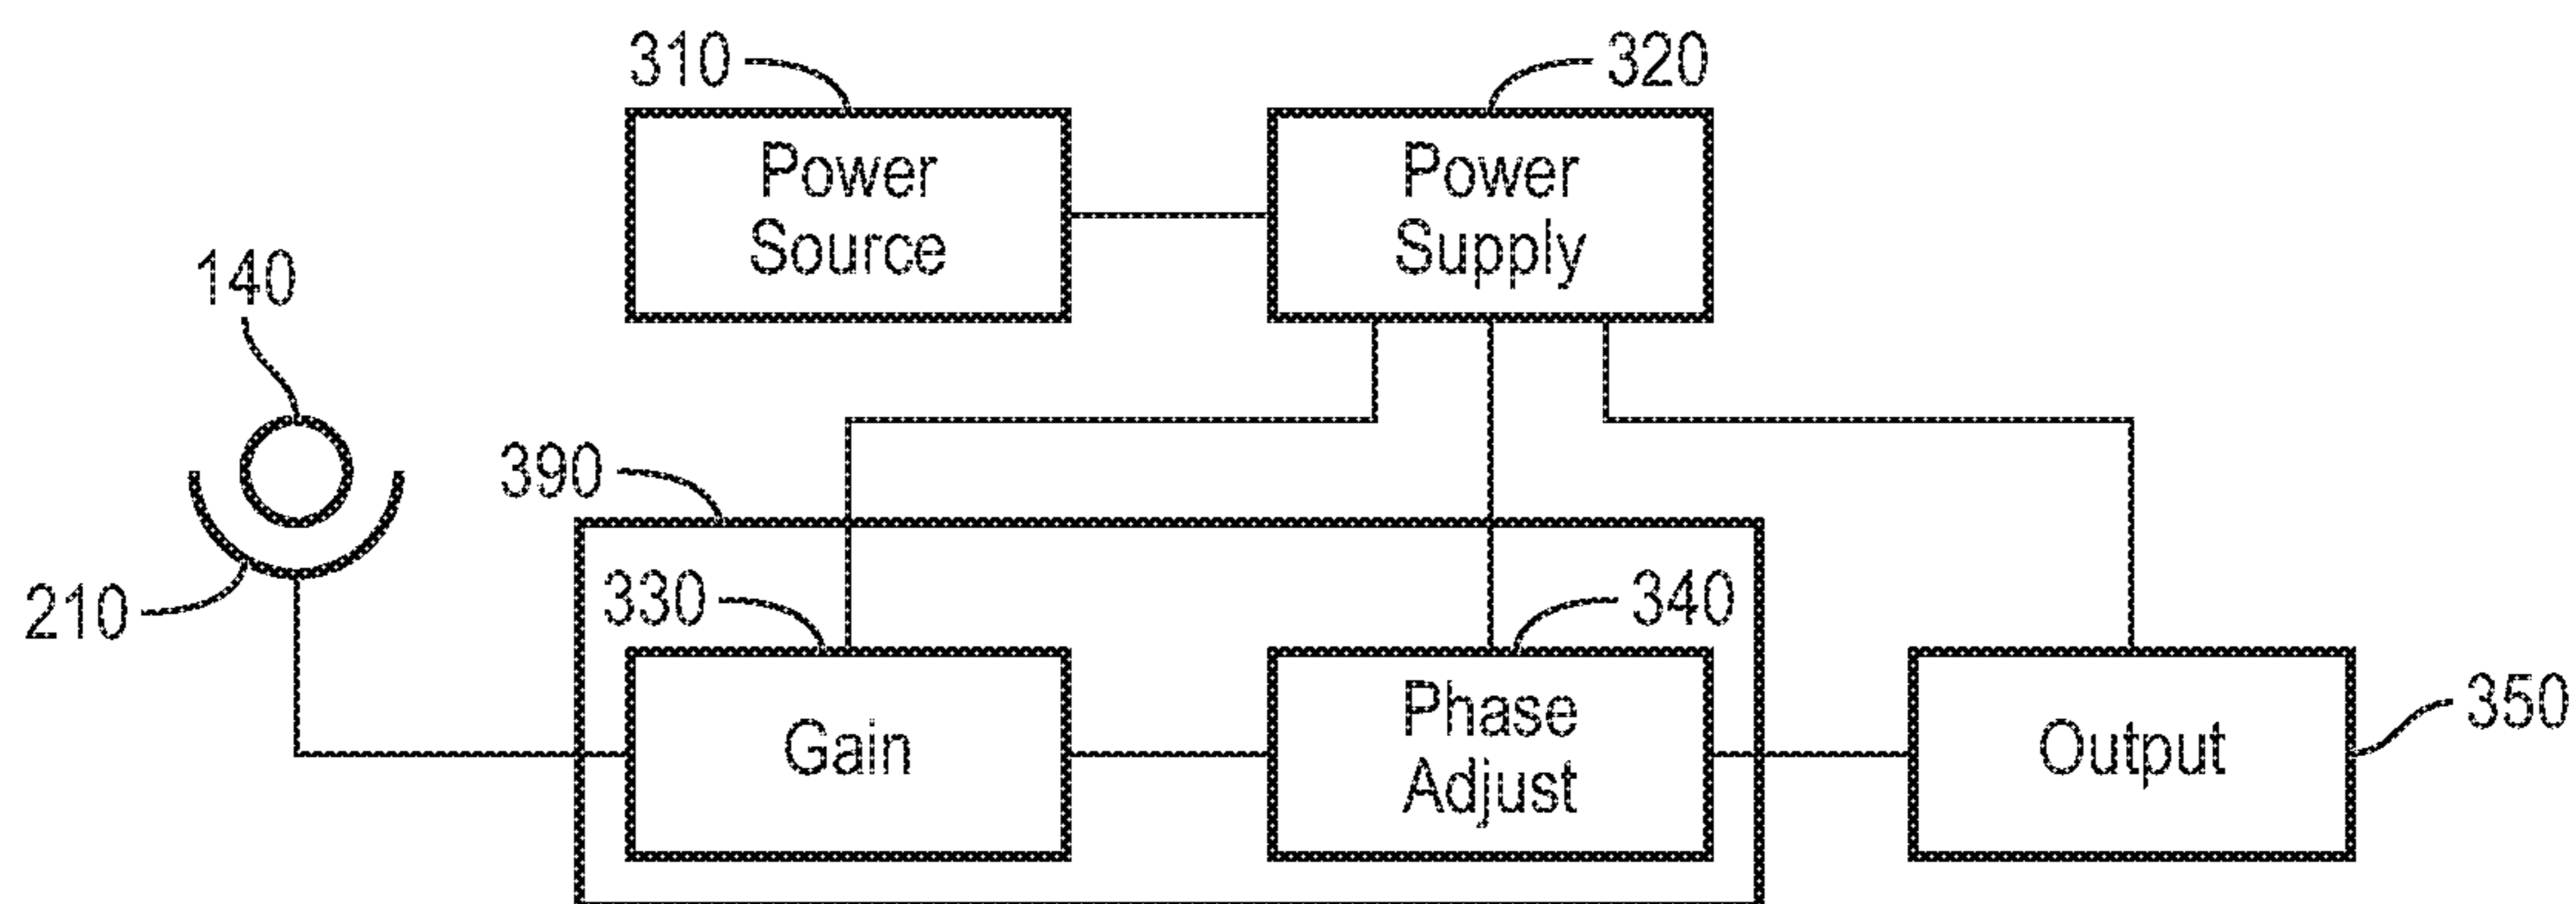 310
320
Power
Source
Power
Supply
140
390
210
330
340
Gain
Phase
Adjust
Output
350